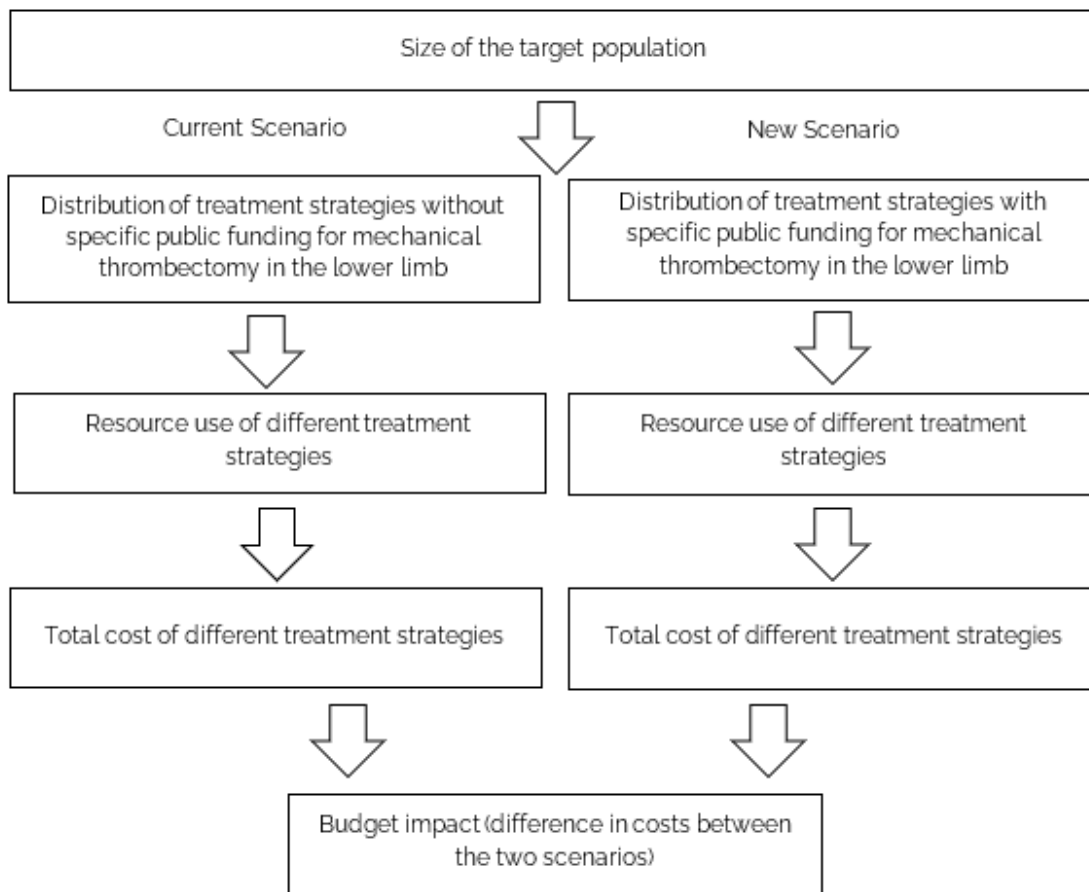 Size of the target population
Current Scenario
New Scenario
Distribution of treatment strategies without
specific public funding for mechanical
thrombectomy in the lower limb
Distribution of treatment strategies with
specific public funding for mechanical
thrombectomy in the lower limb
Resource use of different treatment
strategies
Resource use of different treatment
strategies
Total cost of different treatment strategies
Total cost of different treatment strategies
Budget impact (difference in costs between
the two scenarios)